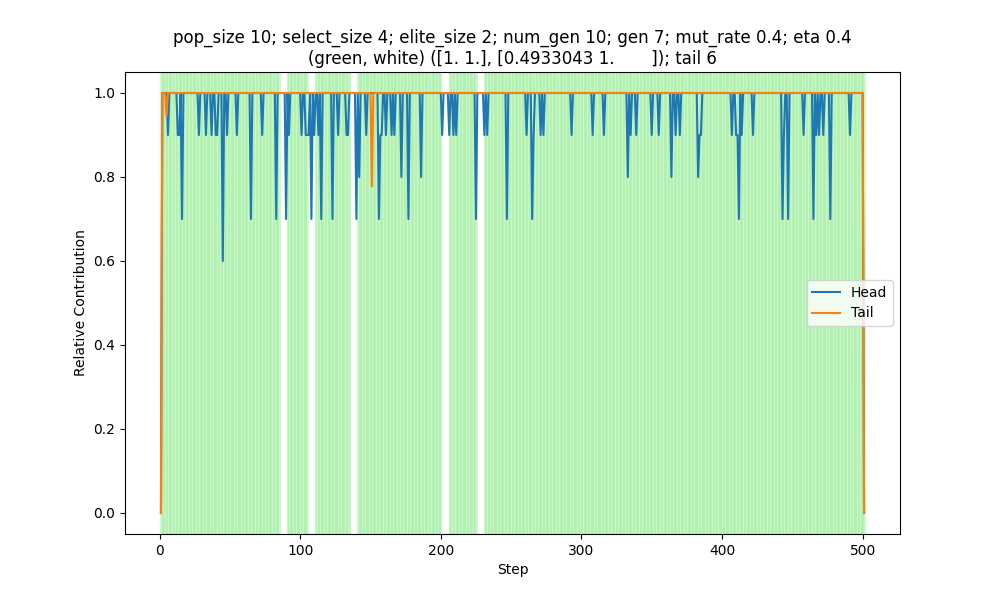 pop_size 10; select_size 4; elite_size 2; num_gen 10; gen 7; mut_rate 0.4; eta 0.4
(green, white) ([1. 1.], [0.4933043 1.        ]); tail 6
1.0
0.8
0.6
0.4
0.2
0.0
Relative Contribution
Head
Tail
0
100
200
300
400
500
Step